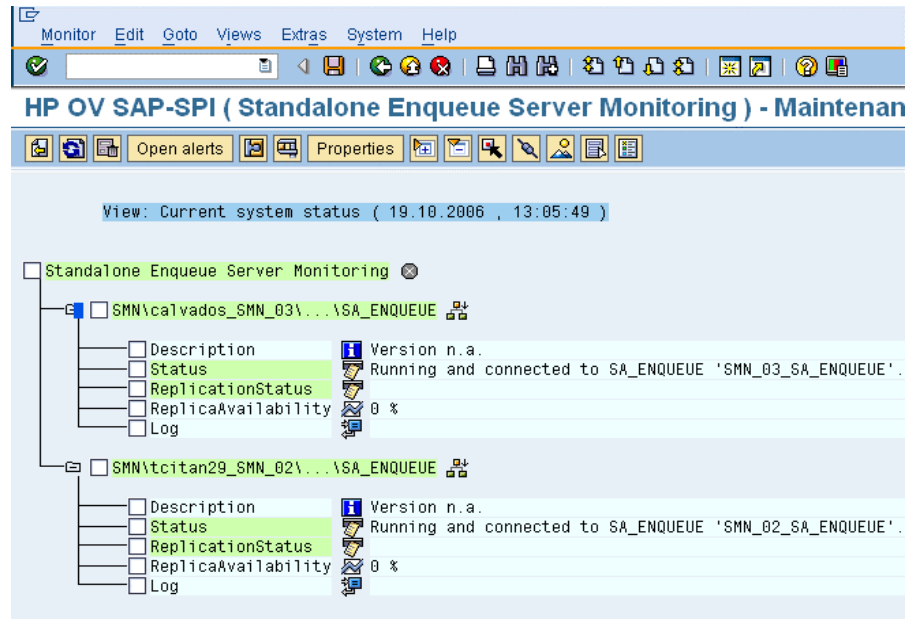 Monitor Edit Goto Views Extras System Help
HP OV SAP-SPI ( Standalone Enqueue Server Monitoring ) - Maintenan
Open alerts Properties
View: Current system status ( 19.10.2006 , 13:05:49 )
Standalone Enqueue Server Monitoring
SMN\calvados_SMN_03\...\SA_ENQUEUE
Description Version n.a.
Status Running and connected to SA_ENQUEUE 'SMN_03_SA_ENQUEUE'.
ReplicationStatus
ReplicaAvailability 0 %
Log
SMN\tcitan29_SMN_02\...\SA_ENQUEUE
Description Version n.a.
Status Running and connected to SA_ENQUEUE 'SMN_02_SA_ENQUEUE'.
ReplicationStatus
ReplicaAvailability 0 %
Log